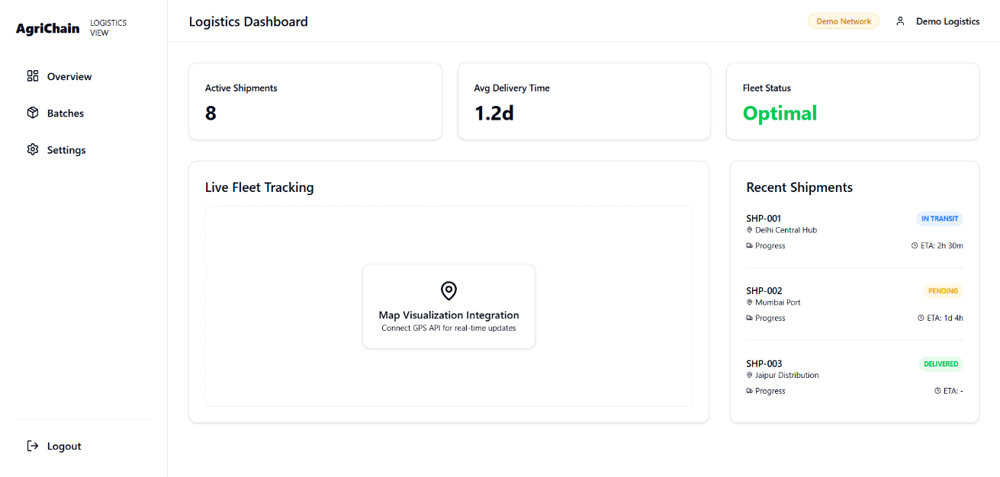 AgriChain
LOGISTICS
VIEW
Overview
Batches
Settings
Logout
Logistics Dashboard
Demo Network
Demo Logistics
Active Shipments
8
Avg Delivery Time
1.2d
Fleet Status
Optimal
Live Fleet Tracking
Map Visualization Integration
Connect GPS API for real-time updates
Recent Shipments
SHP-001 IN TRANSIT
Delhi Central Hub
Progress ETA: 2h 30m
SHP-002 PENDING
Mumbai Port
Progress ETA: 1d 4h
SHP-003 DELIVERED
Jaipur Distribution
Progress ETA: -